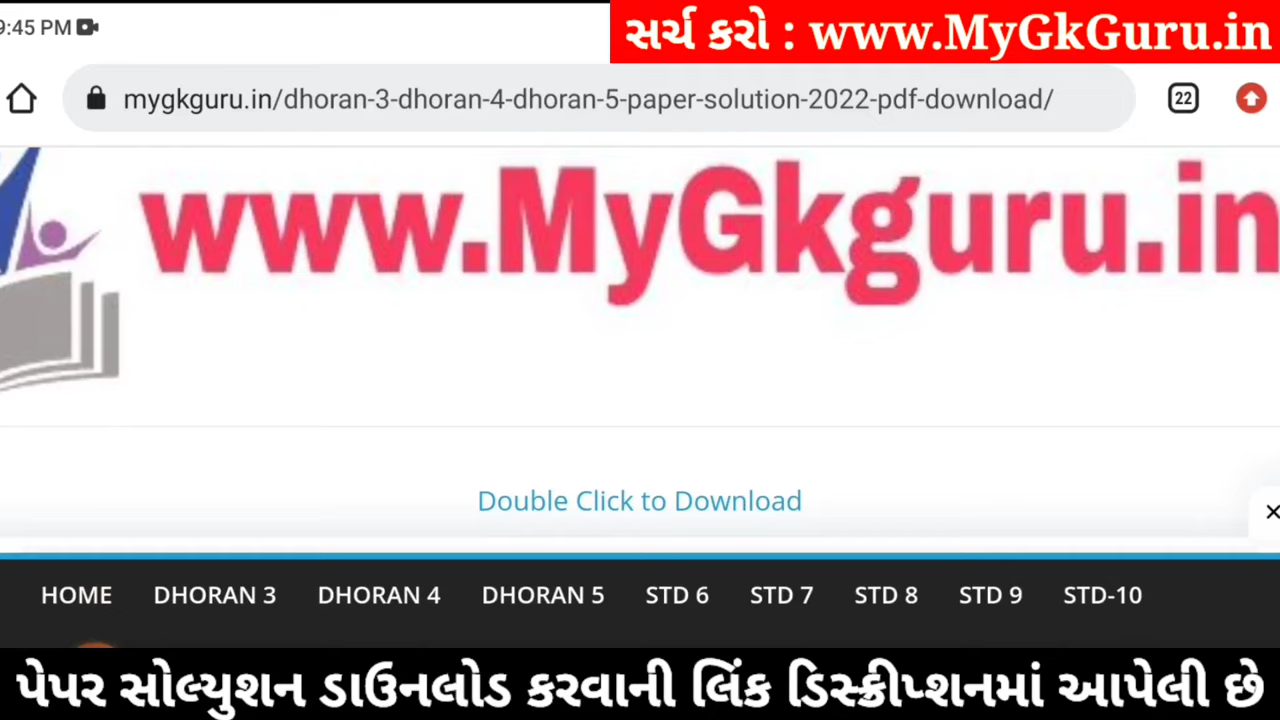 9:45 PM
સર્ચ કરો : www.MyGkGuru.in
mygkguru.in/dhoran-3-dhoran-4-dhoran-5-paper-solution-2022-pdf-download/
22
www.MyGkguru.in
Double Click to Download
HOME DHORAN 3 DHORAN 4 DHORAN 5 STD 6 STD 7 STD 8 STD 9 STD-10
પેપર સોલ્યુશન ડાઉનલોડ કરવાની લિંક ડિસ્ક્રીપ્શનમાં આપેલી છે